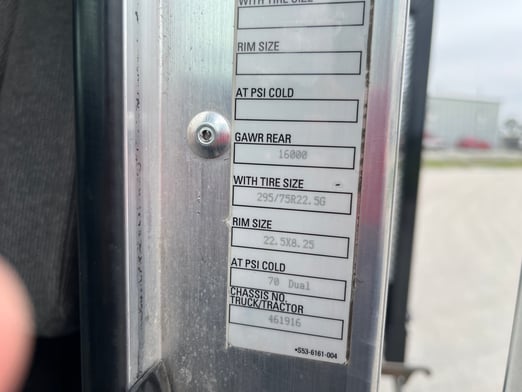 WITH TIRE SIZE
RIM SIZE
AT PSI COLD
GAWR REAR
16000
WITH TIRE SIZE
295/75R22.5G
RIM SIZE
22.5X8.25
AT PSI COLD
70 Dual
CHASSIS NO.
TRUCK/TRACTOR
461916
*S53-6161-004